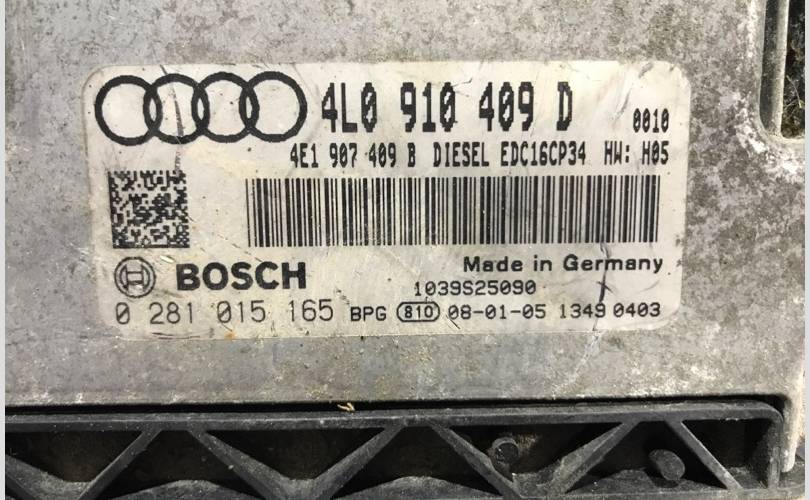 4L0 910 409 D 0010
4E1 907 409 B DIESEL EDC16CP34 HW: H05
BOSCH Made in Germany
1039S25090
0 281 015 165 BPG 810 08-01-05 1349 0403